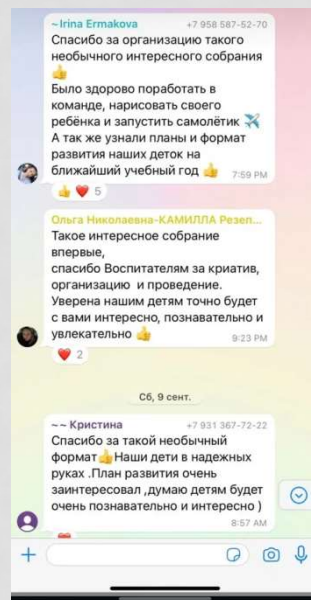 ~Irina Ermakova +7 958 587-52-70
Спасибо за организацию такого
необычного интересного собрания
👍
Было здорово поработать в
команде, нарисовать своего
ребёнка и запустить самолётик ✈️
А так же узнали планы и формат
развития наших деток на
ближайший учебный год 👍 7:59 PM
👍 ❤️ 5
Ольга Николаевна-КАМИЛЛА Резеп...
Такое интересное собрание
впервые,
спасибо Воспитателям за криатив,
организацию и проведение.
Уверена нашим детям точно будет
с вами интересно, познавательно и
увлекательно 👍 9:23 PM
❤️ 2
Сб, 9 сент.
~~ Кристина +7 931 367-72-22
Спасибо за такой необычный
формат👍Наши дети в надежных
руках .План развития очень
заинтересовал ,думаю детям будет
очень познавательно и интересно )
8:57 AM